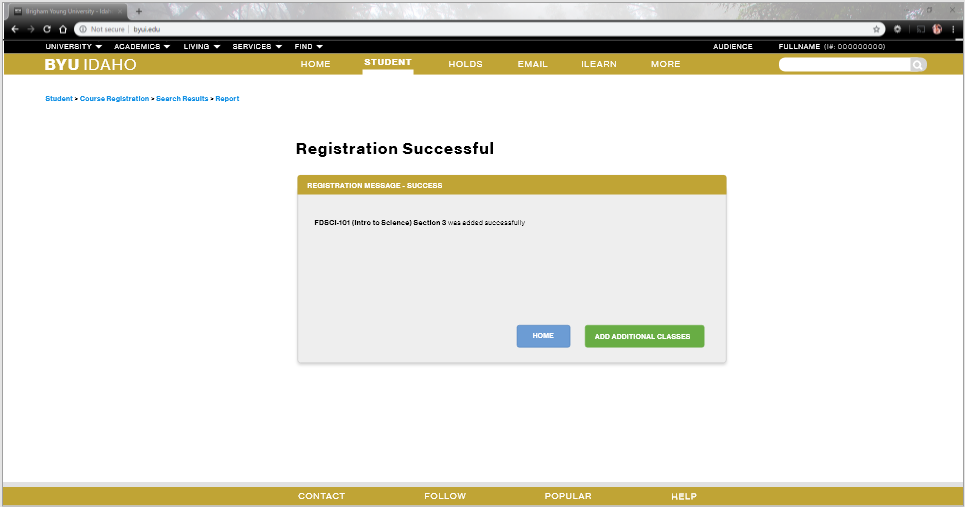 Brigham Young University - Ida
Not secure | byui.edu
UNIVERSITY ACADEMICS LIVING SERVICES FIND AUDIENCE FULLNAME (I#: 000000000)
BYU IDAHO HOME STUDENT HOLDS EMAIL ILEARN MORE
Student > Course Registration > Search Results > Report
Registration Successful
REGISTRATION MESSAGE - SUCCESS
FDSCI-101 (Intro to Science) Section 3 was added successfully
HOME ADD ADDITIONAL CLASSES
CONTACT FOLLOW POPULAR HELP